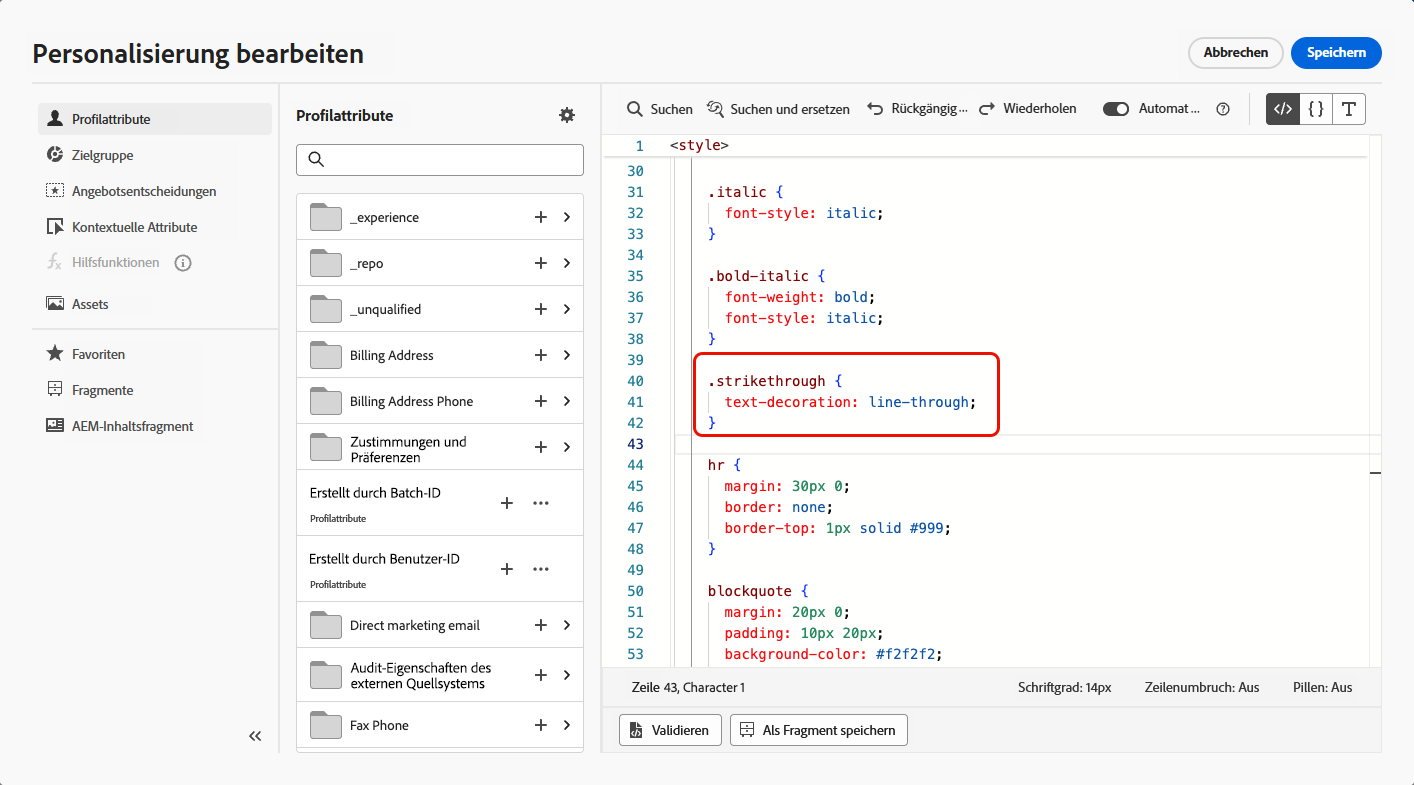 Personalisierung bearbeiten
Abbrechen
Speichern
Profilattribute
Zielgruppe
Angebotsentscheidungen
Kontextuelle Attribute
Hilfsfunktionen
Assets
Favoriten
Fragmente
AEM-Inhaltsfragment
Profilattribute
_experience
_repo
_unqualified
Billing Address
Billing Address Phone
Zustimmungen und
Präferenzen
Erstellt durch Batch-ID
Profilattribute
Erstellt durch Benutzer-ID
Profilattribute
Direct marketing email
Audit-Eigenschaften des
externen Quellsystems
Fax Phone
Suchen
Suchen und ersetzen
Rückgängig...
Wiederholen
Automat...
</>
{}
T
1 <style>
30
31 .italic {
32 font-style: italic;
33 }
34
35 .bold-italic {
36 font-weight: bold;
37 font-style: italic;
38 }
39
40 .strikethrough {
41 text-decoration: line-through;
42 }
43
44 hr {
45 margin: 30px 0;
46 border: none;
47 border-top: 1px solid #999;
48 }
49
50 blockquote {
51 margin: 20px 0;
52 padding: 10px 20px;
53 background-color: #f2f2f2;
Zeile 43, Character 1
Schriftgrad: 14px
Zeilenumbruch: Aus
Pillen: Aus
Validieren
Als Fragment speichern